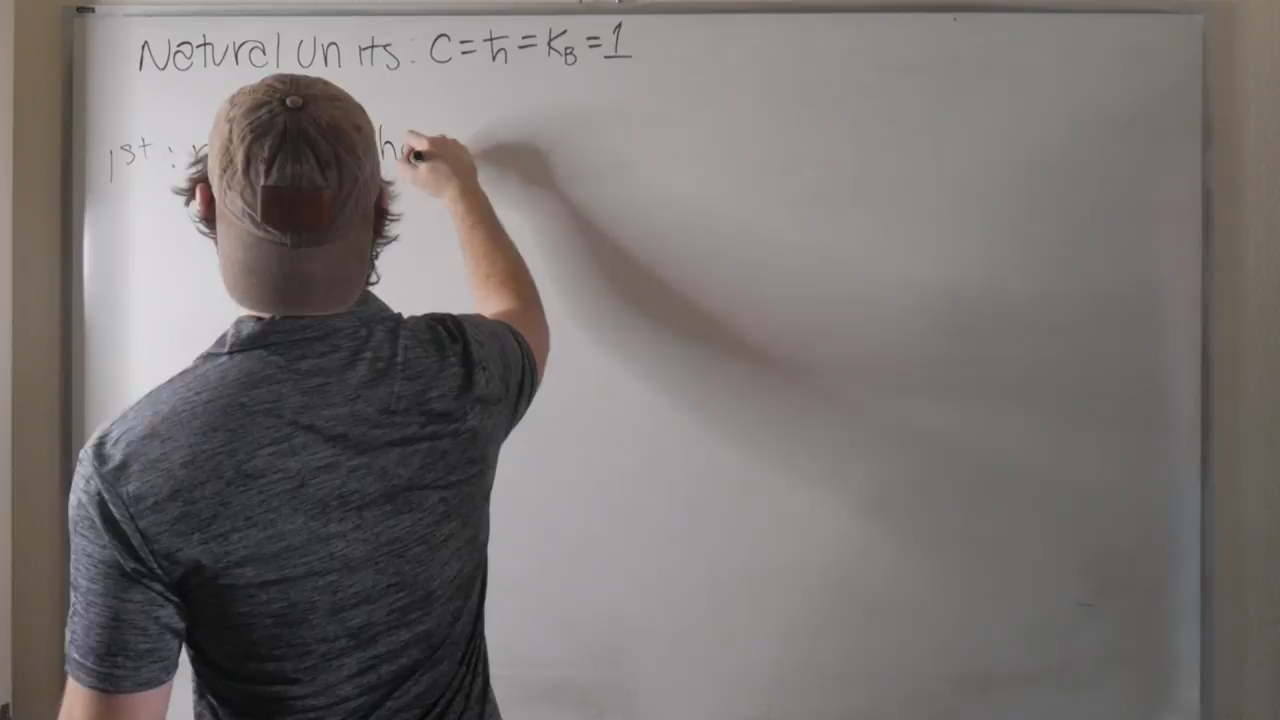 Natural Units: C = ħ = K_B = 1
1st :